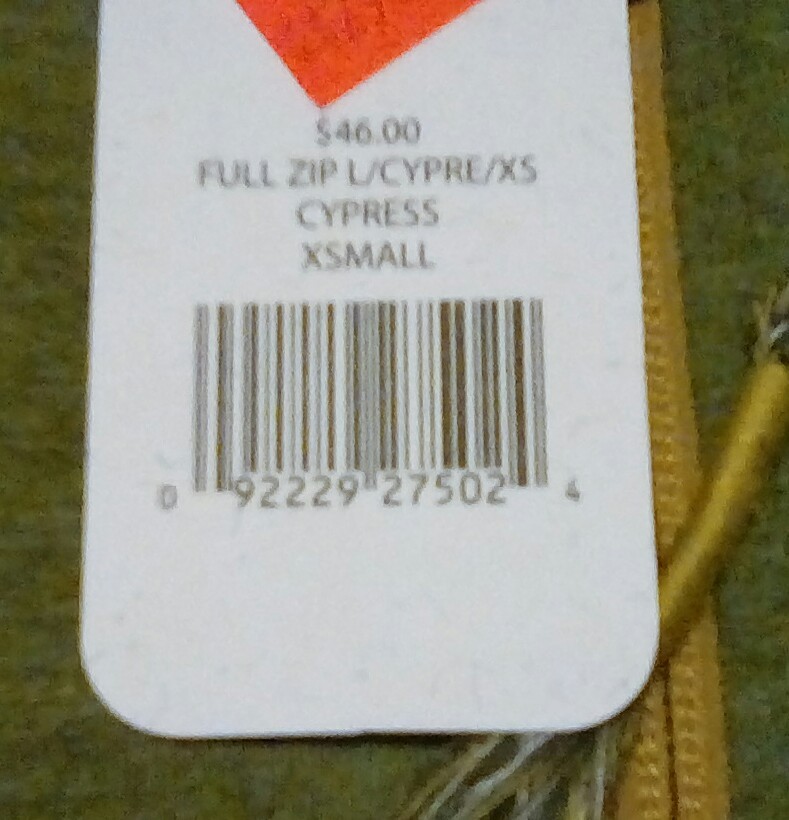 $46.00
FULL ZIP L/CYPRE/XS
CYPRESS
XSMALL
0 92229 27502 4